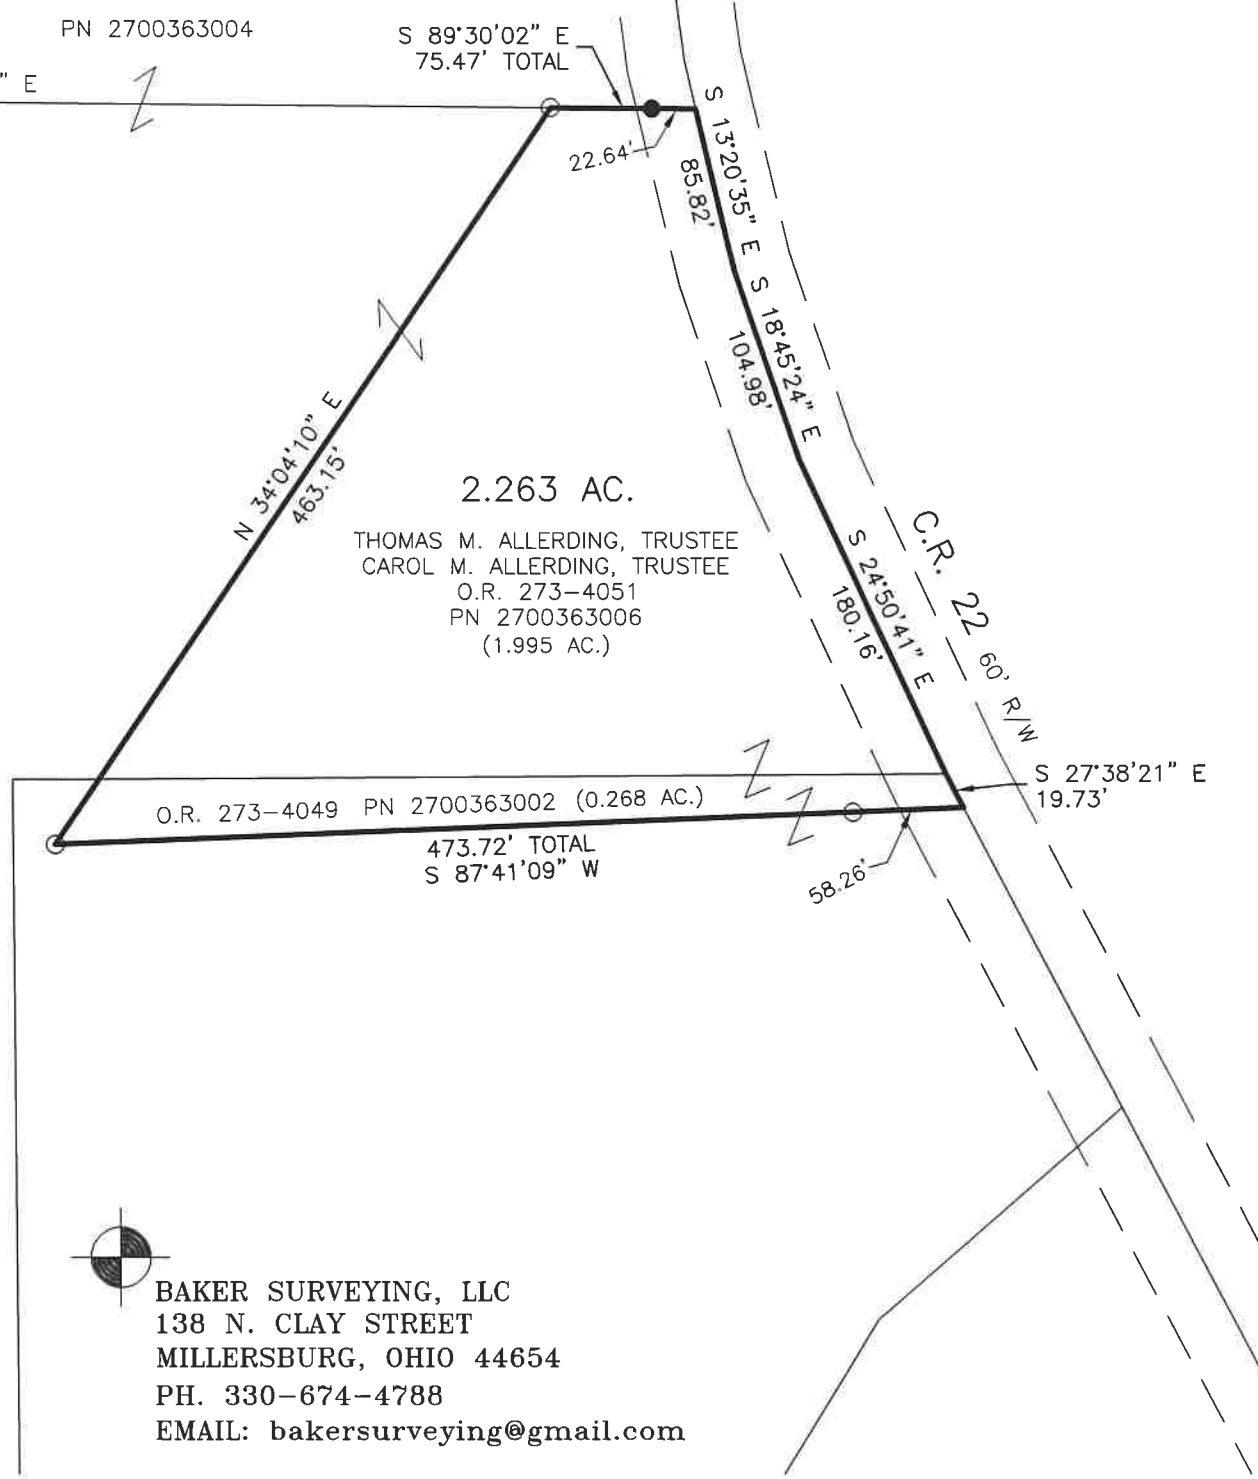 PN 2700363004
" E
S 89°30'02" E
75.47' TOTAL
22.64'
S 13°20'35" E
85.82'
S 18°45'24" E
104.98'
N 34°04'10" E
463.15'
2.263 AC.
THOMAS M. ALLERDING, TRUSTEE
CAROL M. ALLERDING, TRUSTEE
O.R. 273-4051
PN 2700363006
(1.995 AC.)
S 24°50'41" E
180.16'
C.R. 22 60' R/W
S 27°38'21" E
19.73'
O.R. 273-4049 PN 2700363002 (0.268 AC.)
473.72' TOTAL
S 87°41'09" W
58.26'
BAKER SURVEYING, LLC
138 N. CLAY STREET
MILLERSBURG, OHIO 44654
PH. 330-674-4788
EMAIL: bakersurveying@gmail.com